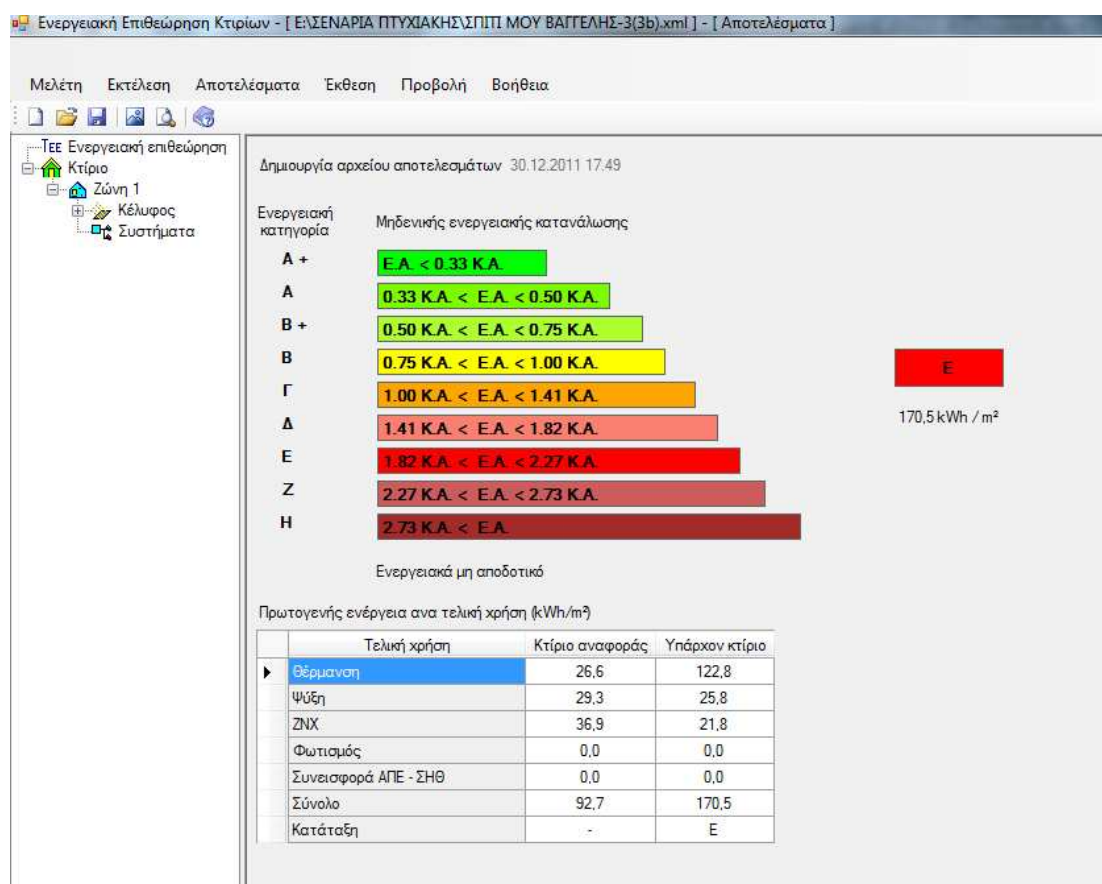 Ενεργειακή Επιθεώρηση Κτιρίων - [ E:\ΣΕΝΑΡΙΑ ΠΤΥΧΙΑΚΗΣ\ΣΠΙΤΙ ΜΟΥ ΒΑΓΓΕΛΗΣ-3(3b).xml ] - [ Αποτελέσματα ]
Μελέτη Εκτέλεση Αποτελέσματα Έκθεση Προβολή Βοήθεια
ΤΕΕ Ενεργειακή επιθεώρηση
Κτίριο
Ζώνη 1
Κέλυφος
Συστήματα
Δημιουργία αρχείου αποτελεσμάτων 30.12.2011 17.49
Ενεργειακή κατηγορία
Μηδενικής ενεργειακής κατανάλωσης
Α + Ε.Α. < 0.33 Κ.Α.
Α 0.33 Κ.Α. < Ε.Α. < 0.50 Κ.Α.
Β + 0.50 Κ.Α. < Ε.Α. < 0.75 Κ.Α.
Β 0.75 Κ.Α. < Ε.Α. < 1.00 Κ.Α.
Γ 1.00 Κ.Α. < Ε.Α. < 1.41 Κ.Α.
Δ 1.41 Κ.Α. < Ε.Α. < 1.82 Κ.Α.
Ε 1.82 Κ.Α. < Ε.Α. < 2.27 Κ.Α.
Ζ 2.27 Κ.Α. < Ε.Α. < 2.73 Κ.Α.
Η 2.73 Κ.Α. < Ε.Α.
Ενεργειακά μη αποδοτικό
Ε
170,5 kWh / m²
Πρωτογενής ενέργεια ανα τελική χρήση (kWh/m²)
Τελική χρήση Κτίριο αναφοράς Υπάρχον κτίριο
Θέρμανση 26,6 122,8
Ψύξη 29,3 25,8
ΖΝΧ 36,9 21,8
Φωτισμός 0,0 0,0
Συνεισφορά ΑΠΕ - ΣΗΘ 0,0 0,0
Σύνολο 92,7 170,5
Κατάταξη - Ε